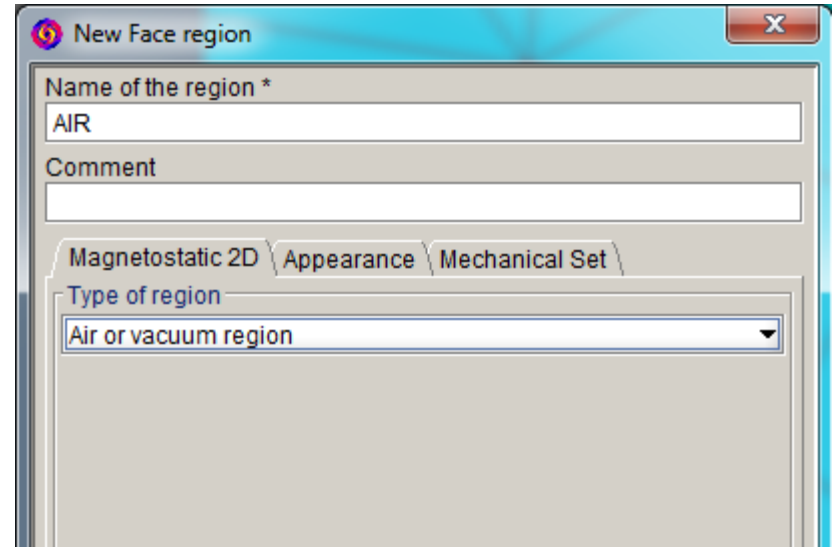 New Face region
Name of the region *
AIR
Comment
Magnetostatic 2D Appearance Mechanical Set
Type of region
Air or vacuum region